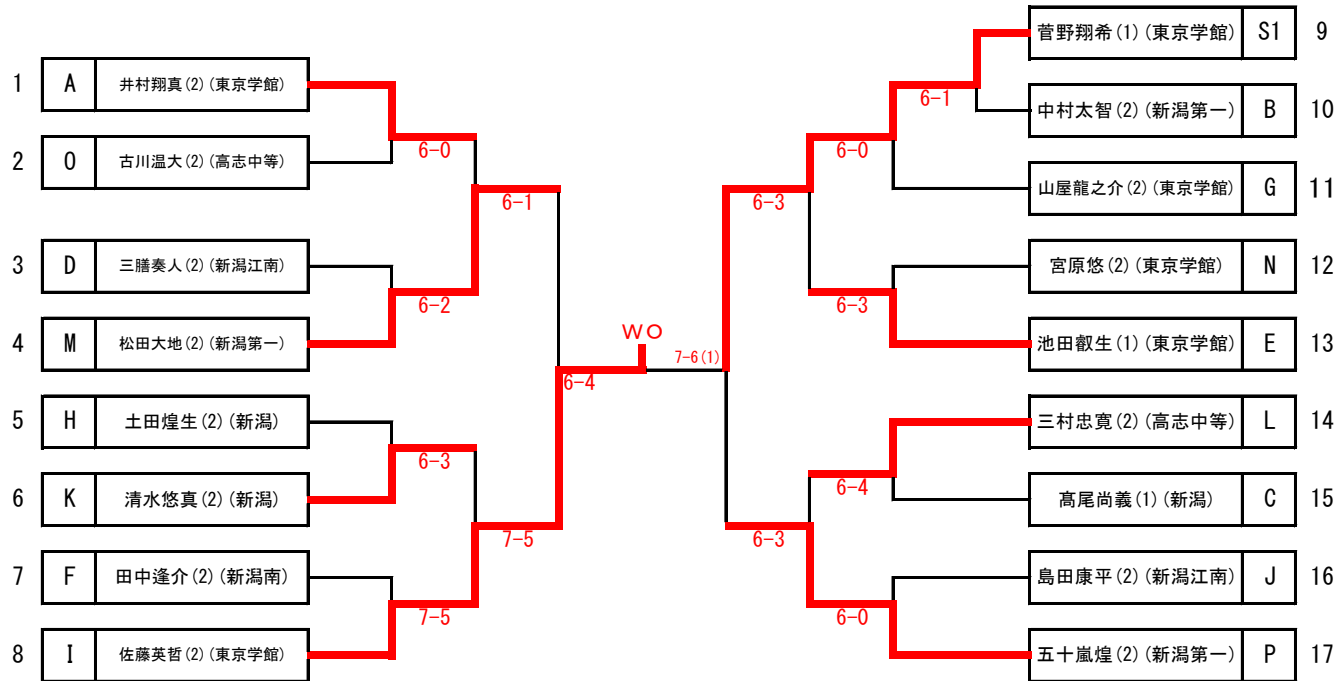 1 A 井村翔真(2)(東京学館)
2 O 古川温大(2)(高志中等)
6-0
6-1
3 D 三膳奏人(2)(新潟江南)
4 M 松田大地(2)(新潟第一)
6-2
5 H 土田煌生(2)(新潟)
6 K 清水悠真(2)(新潟)
6-3
7-5
7 F 田中逢介(2)(新潟南)
8 I 佐藤英哲(2)(東京学館)
7-5
6-4
WO
7-6(1)
菅野翔希(1)(東京学館) S1 9
中村太智(2)(新潟第一) B 10
6-1
山屋龍之介(2)(東京学館) G 11
6-0
6-3
宮原悠(2)(東京学館) N 12
池田叡生(1)(東京学館) E 13
6-3
三村忠寛(2)(高志中等) L 14
髙尾尚義(1)(新潟) C 15
6-4
6-3
島田康平(2)(新潟江南) J 16
五十嵐煌(2)(新潟第一) P 17
6-0